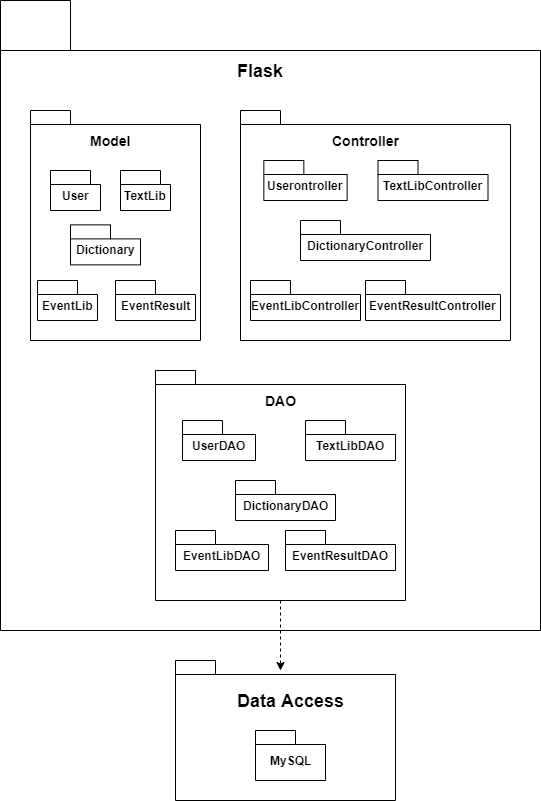 Flask
Model
Controller
User
TextLib
Dictionary
EventLib
EventResult
Userontroller
TextLibController
DictionaryController
EventLibController
EventResultController
DAO
UserDAO
TextLibDAO
DictionaryDAO
EventLibDAO
EventResultDAO
Data Access
MySQL